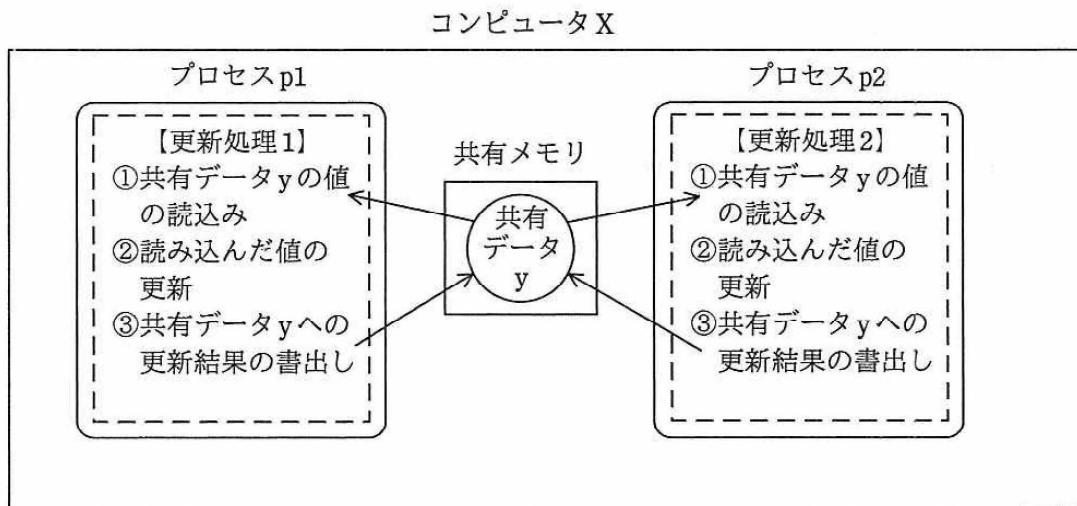 コンピュータX
プロセスp1
【更新処理1】
①共有データyの値
の読込み
②読み込んだ値の
更新
③共有データyへの
更新結果の書出し
共有メモリ
共有
データ
y
プロセスp2
【更新処理2】
①共有データyの値
の読込み
②読み込んだ値の
更新
③共有データyへの
更新結果の書出し